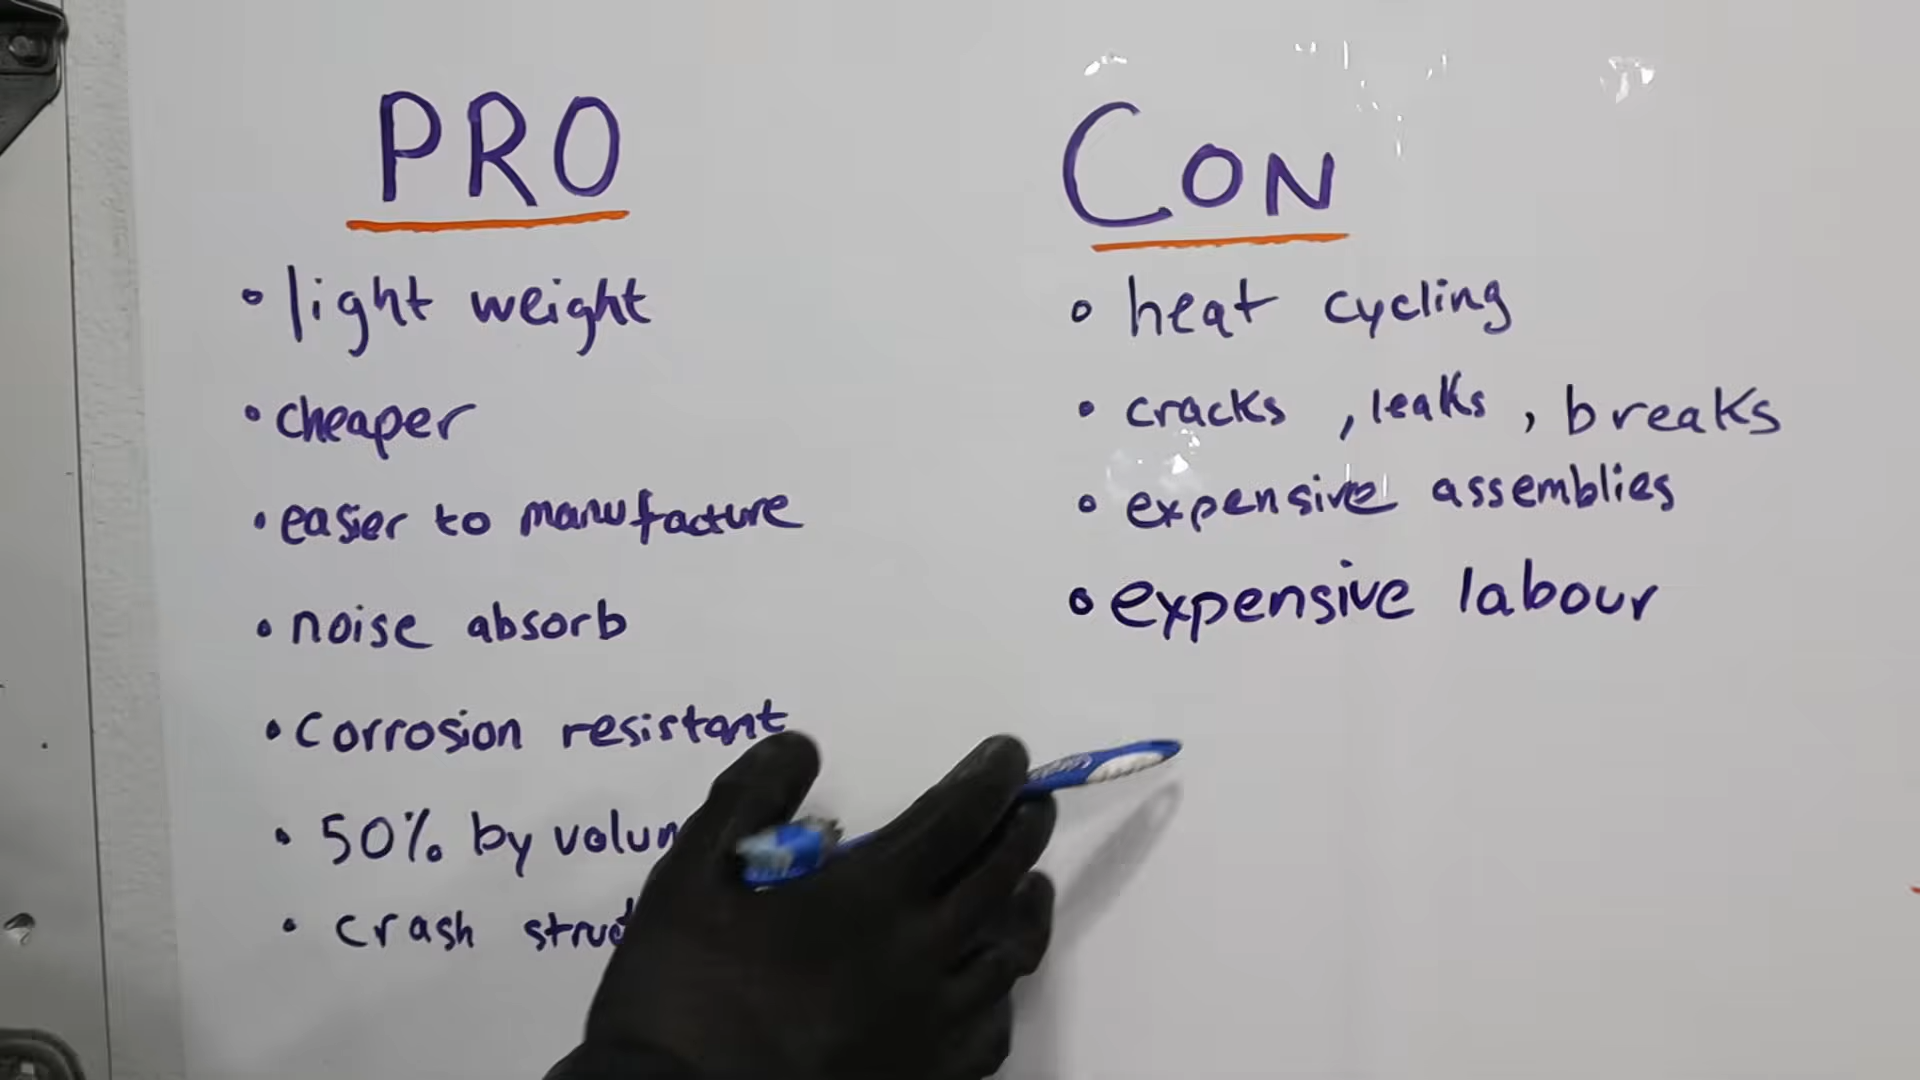 PRO
• light weight
• cheaper
• easier to manufacture
• noise absorb
• corrosion resistant
• 50% by
• crash
CON
• heat cycling
• cracks, leaks, breaks
• expensive assemblies
• expensive labour